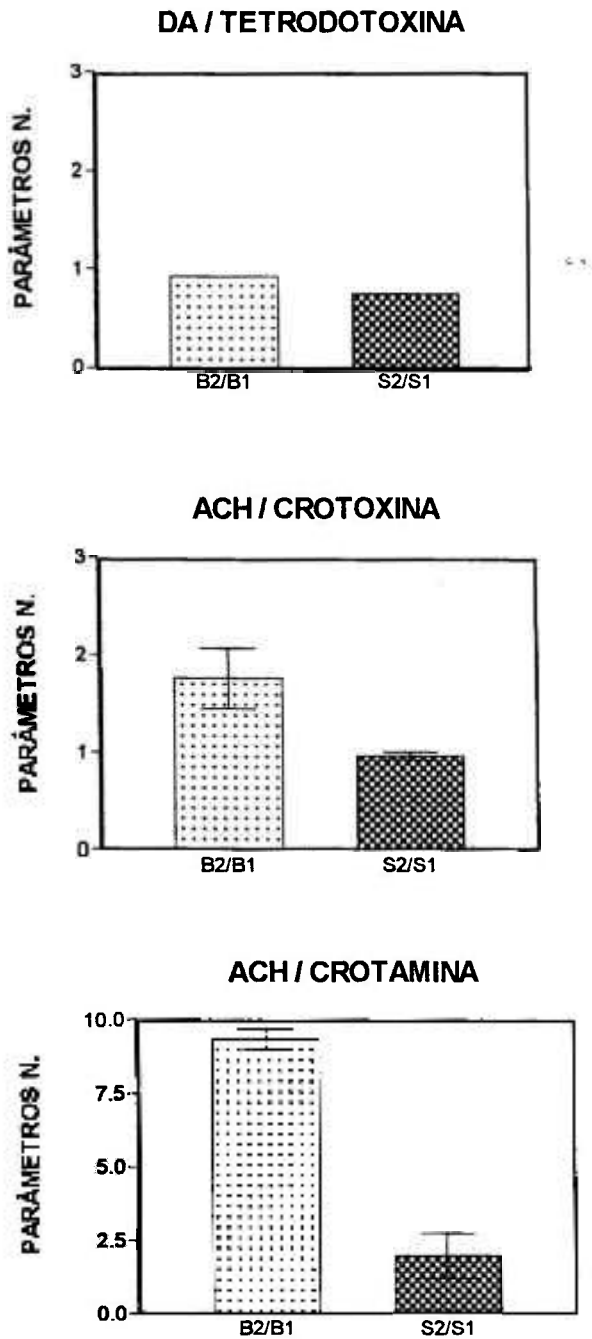 DA / TETRODOTOXINA
PARÂMETROS N.
3
2
1
0
B2/B1 S2/S1
ACH / CROTOXINA
PARÂMETROS N.
3
2
1
0
B2/B1 S2/S1
ACH / CROTAMINA
PARÂMETROS N.
10.0
7.5
5.0
2.5
0.0
B2/B1 S2/S1